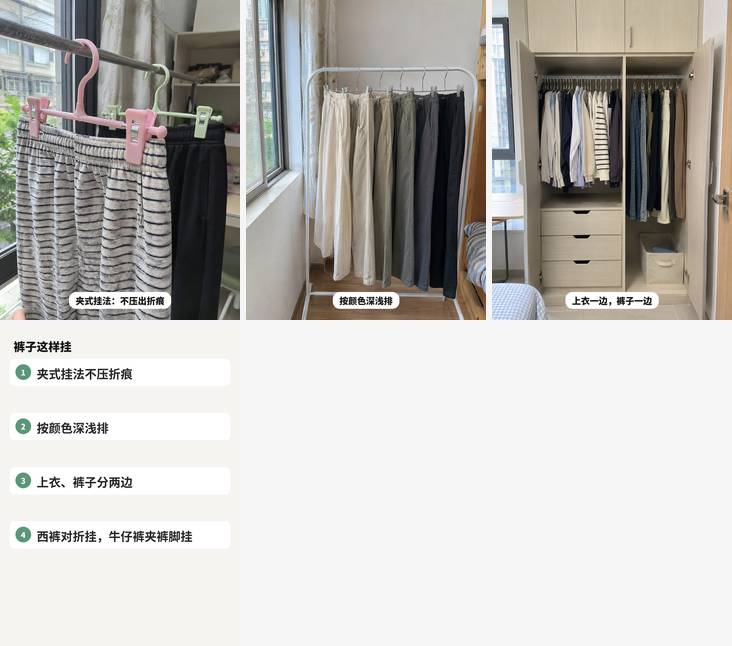 夹式挂法：不压出折痕
按颜色深浅排
上衣一边，裤子一边
裤子这样挂
1 夹式挂法不压折痕
2 按颜色深浅排
3 上衣、裤子分两边
4 西裤对折挂，牛仔裤夹裤脚挂